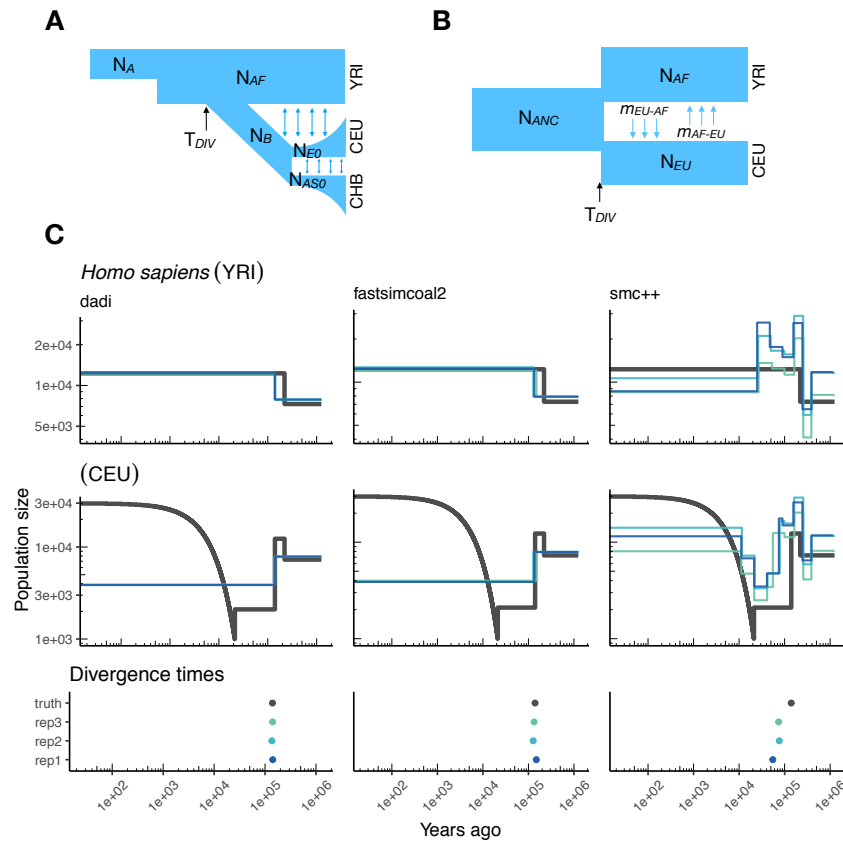 A
B
N_A
N_AF
YRI
N_B
T_DIV
N_E0
CEU
N_AS0
CHB
N_ANC
N_AF
YRI
m_EU-AF
m_AF-EU
N_EU
CEU
T_DIV
C
Homo sapiens (YRI)
dadi
fastsimcoal2
smc++
2e+04
1e+04
5e+03
(CEU)
Population size
3e+04
1e+04
3e+03
1e+03
Divergence times
truth
rep3
rep2
rep1
1e+02 1e+03 1e+04 1e+05 1e+06
1e+02 1e+03 1e+04 1e+05 1e+06
1e+02 1e+03 1e+04 1e+05 1e+06
Years ago